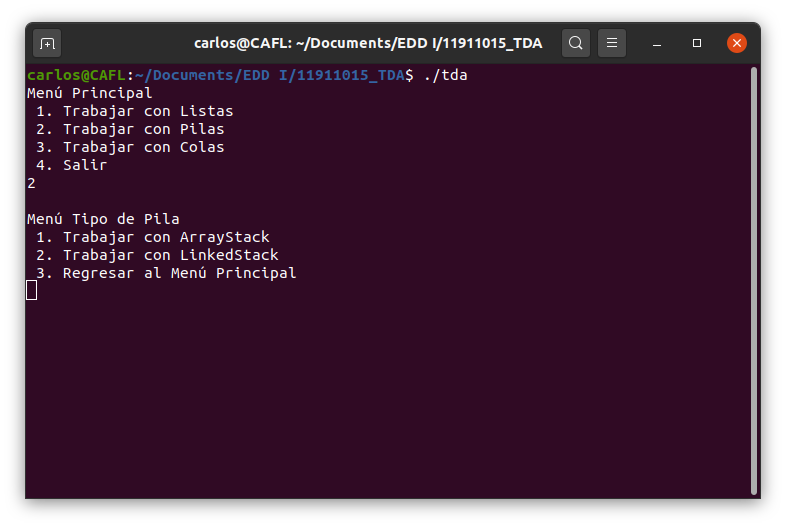 carlos@CAFL: ~/Documents/EDD I/11911015_TDA
carlos@CAFL:~/Documents/EDD I/11911015_TDA$ ./tda
Menú Principal
 1. Trabajar con Listas
 2. Trabajar con Pilas
 3. Trabajar con Colas
 4. Salir
2

Menú Tipo de Pila
 1. Trabajar con ArrayStack
 2. Trabajar con LinkedStack
 3. Regresar al Menú Principal